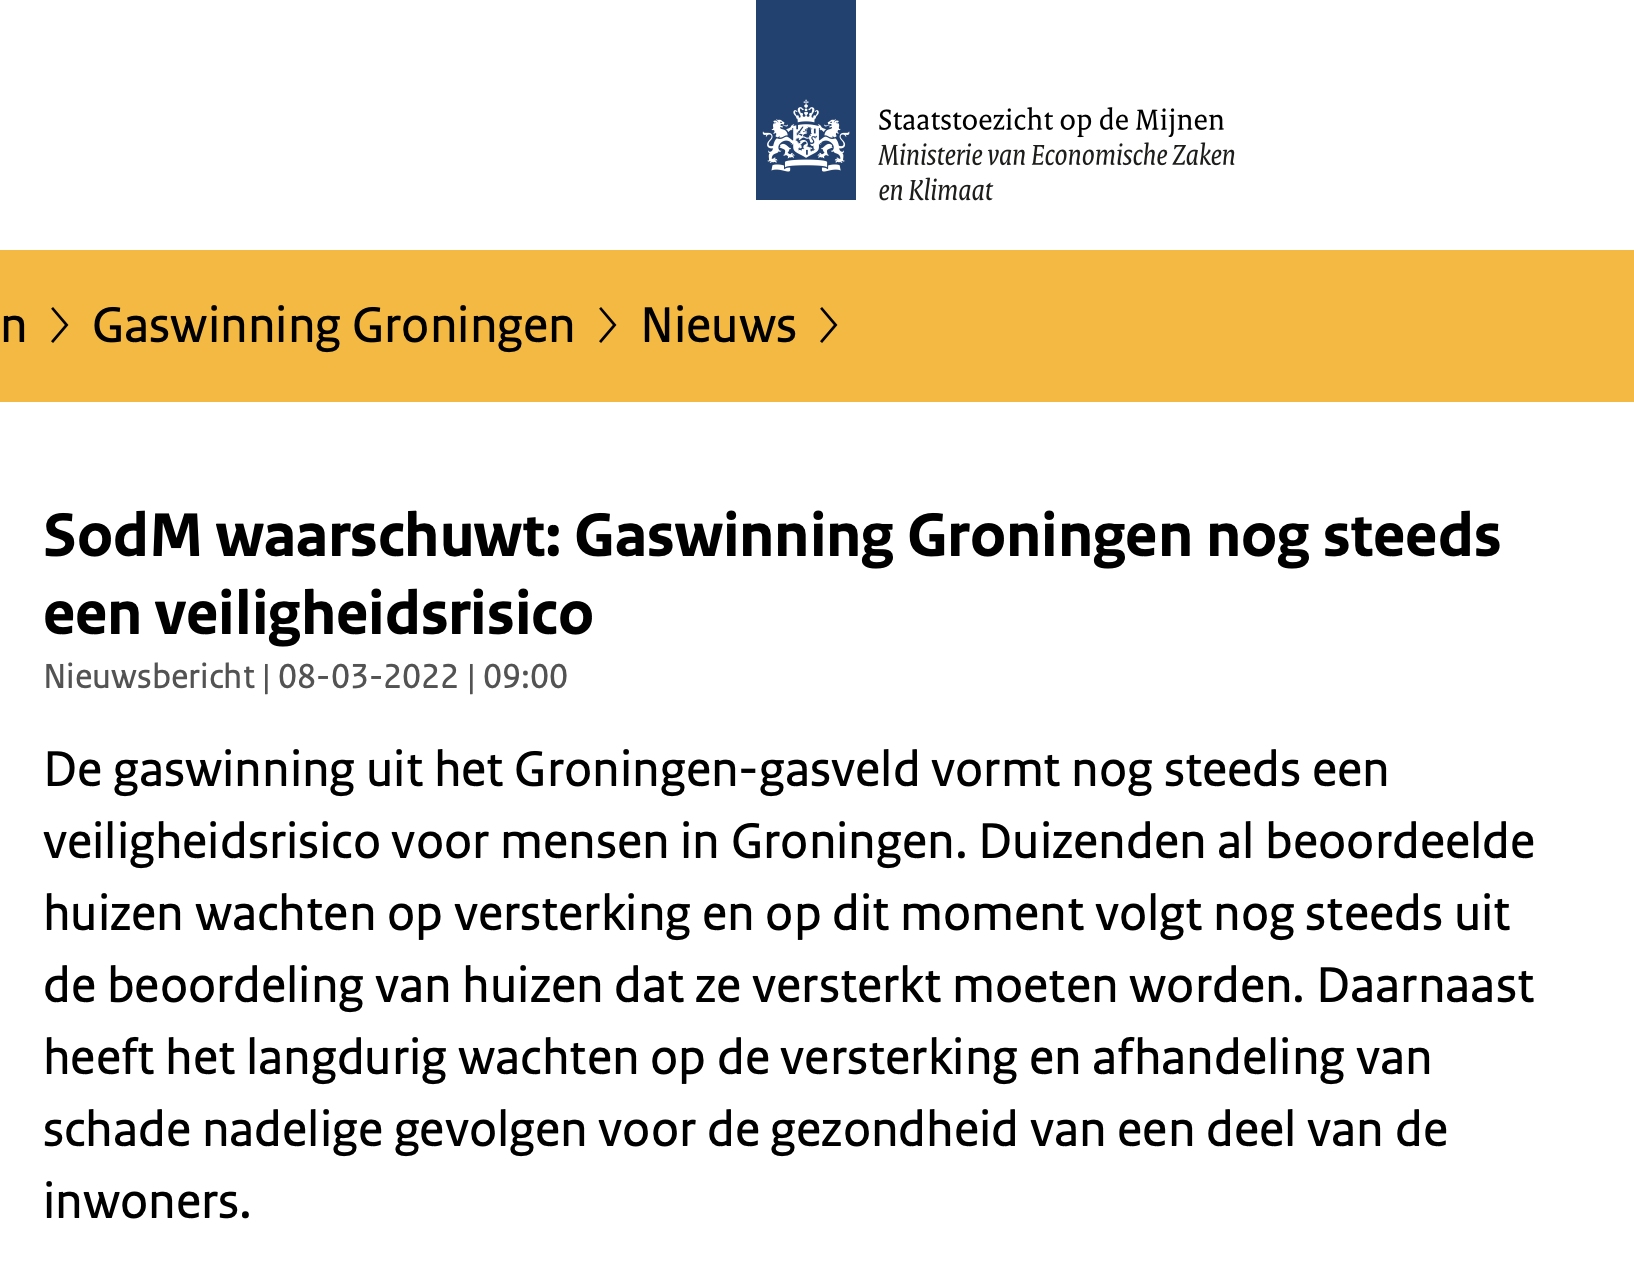 Staatstoezicht op de Mijnen
Ministerie van Economische Zaken
en Klimaat
n > Gaswinning Groningen > Nieuws >
SodM waarschuwt: Gaswinning Groningen nog steeds
een veiligheidsrisico
Nieuwsbericht | 08-03-2022 | 09:00
De gaswinning uit het Groningen-gasveld vormt nog steeds een
veiligheidsrisico voor mensen in Groningen. Duizenden al beoordeelde
huizen wachten op versterking en op dit moment volgt nog steeds uit
de beoordeling van huizen dat ze versterkt moeten worden. Daarnaast
heeft het langdurig wachten op de versterking en afhandeling van
schade nadelige gevolgen voor de gezondheid van een deel van de
inwoners.